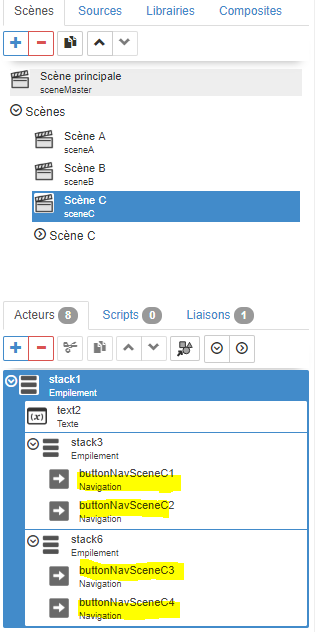 Scènes Sources Librairies Composites
Scène principale
sceneMaster
Scènes
Scène A
sceneA
Scène B
sceneB
Scène C
sceneC
Scène C
Acteurs 8 Scripts 0 Liaisons 1
stack1
Empilement
(x) text2
Texte
stack3
Empilement
buttonNavSceneC1
Navigation
buttonNavSceneC2
Navigation
stack6
Empilement
buttonNavSceneC3
Navigation
buttonNavSceneC4
Navigation